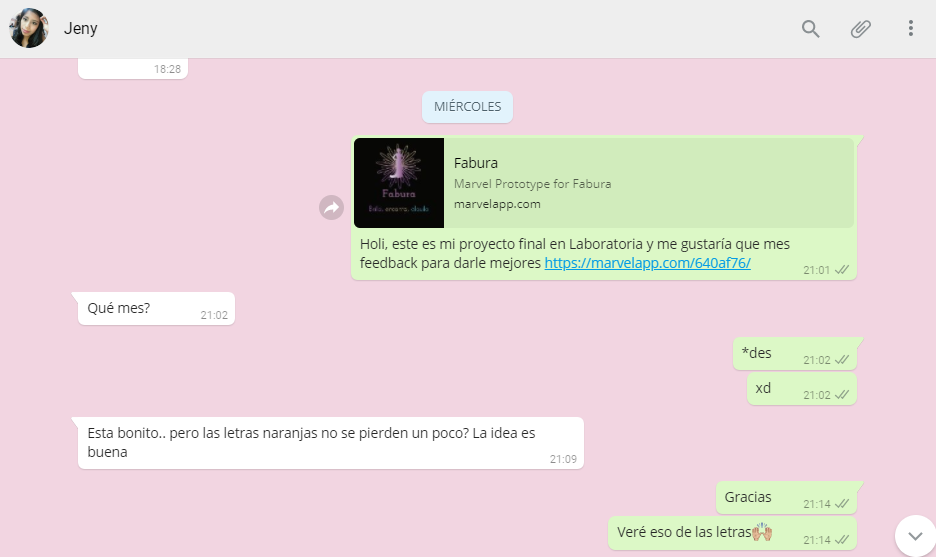 Jeny
18:28
MIÉRCOLES
Fabura
Fabura
Marvel Prototype for Fabura
marvelapp.com
Holi, este es mi proyecto final en Laboratoria y me gustaría que mes
feedback para darle mejores https://marvelapp.com/640af76/
21:01
Qué mes?
21:02
*des
21:02
xd
21:02
Esta bonito.. pero las letras naranjas no se pierden un poco? La idea es
buena
21:09
Gracias
21:14
Veré eso de las letras🙌🏼
21:14